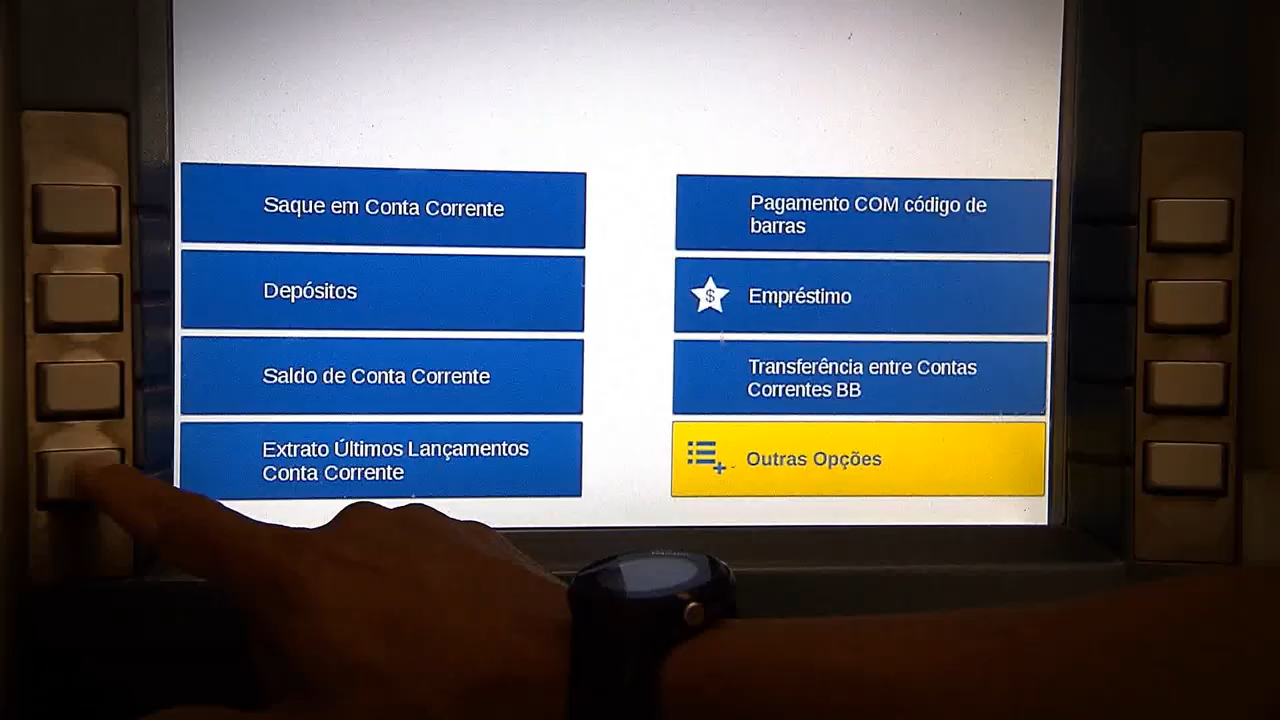 Saque em Conta Corrente
Depósitos
Saldo de Conta Corrente
Extrato Últimos Lançamentos
Conta Corrente
Pagamento COM código de
barras
$
Empréstimo
Transferência entre Contas
Correntes BB
Outras Opções